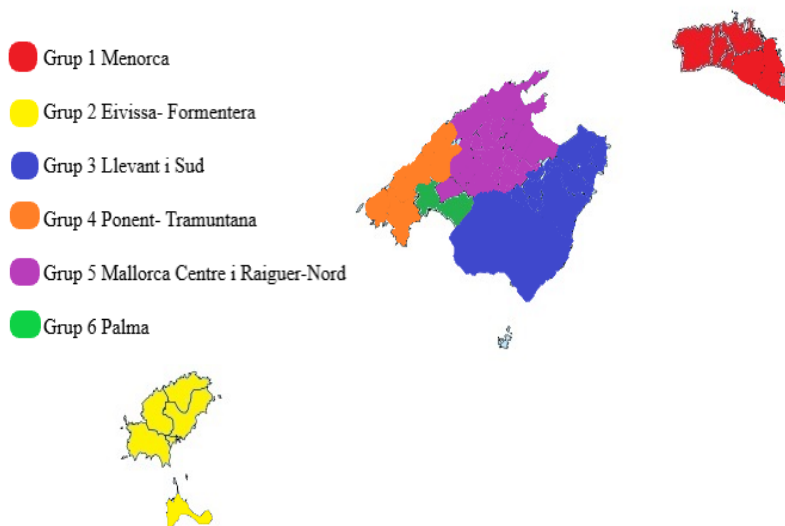 Grup 1 Menorca
Grup 2 Eivissa- Formentera
Grup 3 Llevant i Sud
Grup 4 Ponent- Tramuntana
Grup 5 Mallorca Centre i Raiguer-Nord
Grup 6 Palma